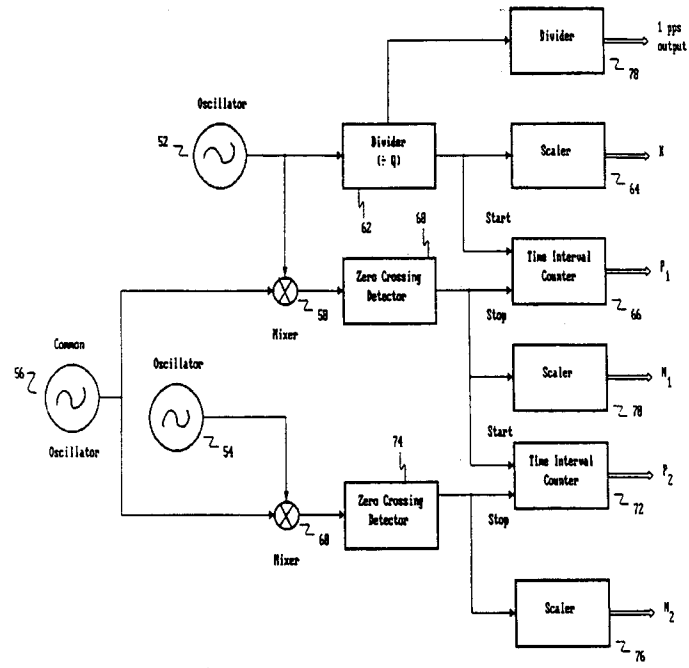 Divider
1 pps
output
78
Oscillator
52
Divider
(÷ Q)
62
Scaler
X
64
Start
68
Zero Crossing
Detector
58
Mixer
Time Interval
Counter
P1
66
Stop
Common
56
Oscillator
Oscillator
54
Scaler
N1
70
Start
74
Zero Crossing
Detector
60
Mixer
Time Interval
Counter
P2
72
Stop
Scaler
N2
76